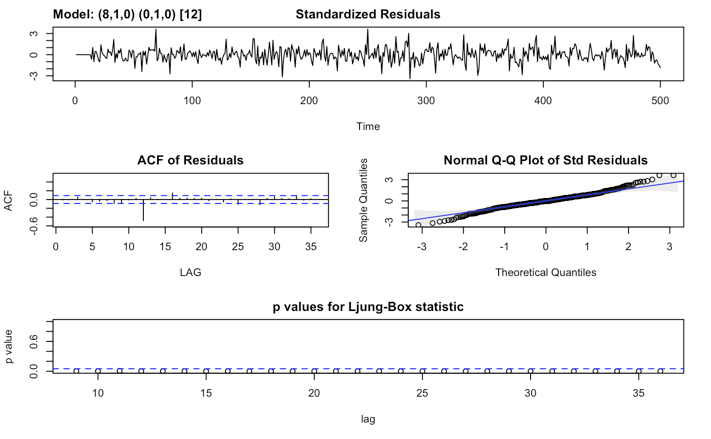 Model: (8,1,0) (0,1,0) [12] Standardized Residuals
3
0
-3
0 100 200 300 400 500
Time
ACF of Residuals
ACF
0.0
-0.6
0 5 10 15 20 25 30 35
LAG
Normal Q-Q Plot of Std Residuals
Sample Quantiles
3
0
-3
-3 -2 -1 0 1 2 3
Theoretical Quantiles
p values for Ljung-Box statistic
p value
0.6
0.0
10 15 20 25 30 35
lag